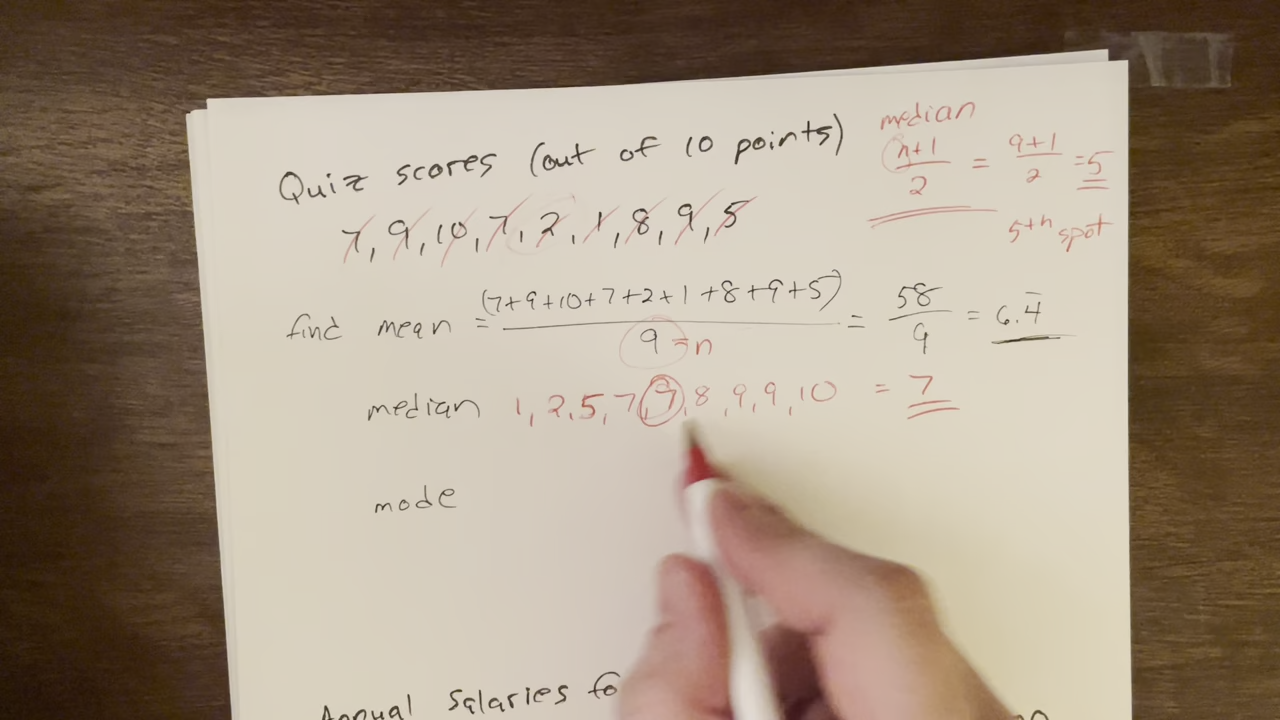 Quiz scores (out of 10 points)
7, 9, 10, 7, 2, 1, 8, 9, 5
median
n+1/2 = 9+1/2 = 5
5th spot
find mean = (7+9+10+7+2+1+8+9+5)/9 = 58/9 = 6.4̅
= n
median 1, 2, 5, 7, 7, 8, 9, 9, 10 = 7
mode
Annual Salaries